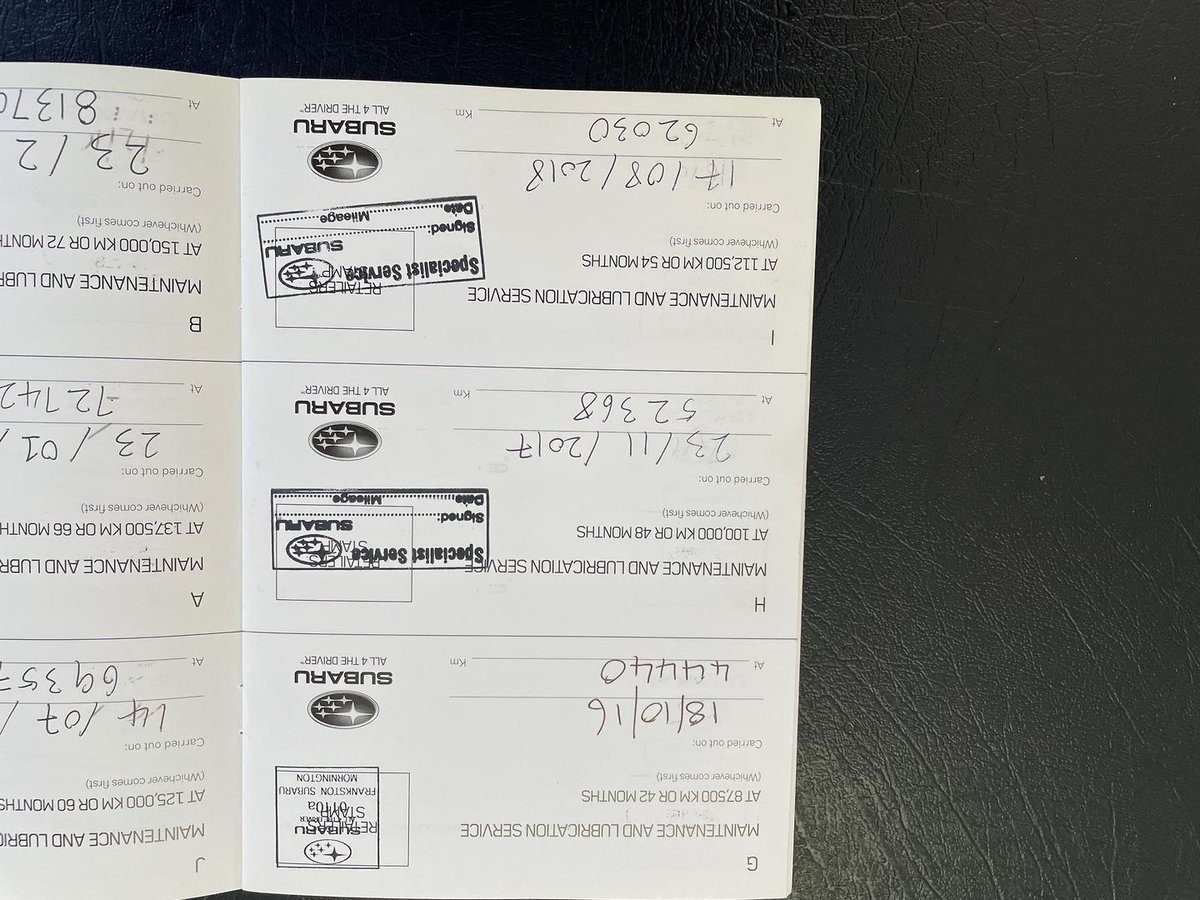 G
MAINTENANCE AND LUBRICATION SERVICE
AT 87,500 KM OR 42 MONTHS
(Whichever comes first)
Carried out on:
18/10/16
At 44440 Km
SUBARU
RETAILERS
STAMP
0110a
FRANKSTON SUBARU
MORNINGTON
SUBARU
ALL 4 THE DRIVER™
H
MAINTENANCE AND LUBRICATION SERVICE
AT 100,000 KM OR 48 MONTHS
(Whichever comes first)
Carried out on:
23/11/2017
At 52368 Km
RETAILERS
STAMP
Specialist Service
SUBARU
Signed:
Date Mileage
SUBARU
ALL 4 THE DRIVER™
I
MAINTENANCE AND LUBRICATION SERVICE
AT 112,500 KM OR 54 MONTHS
(Whichever comes first)
Carried out on:
17/08/2018
At 62030 Km
RETAILERS
STAMP
Specialist Service
SUBARU
Signed:
Date Mileage
SUBARU
ALL 4 THE DRIVER™
J
MAINTENANCE AND LUBRIC
AT 125,000 KM OR 60 MONTHS
(Whichever comes first)
Carried out on:
14/07/
At 69357
A
MAINTENANCE AND LUBR
AT 137,500 KM OR 66 MONTH
(Whichever comes first)
Carried out on:
23/01/
At 72742
B
MAINTENANCE AND LUBR
AT 150,000 KM OR 72 MONTH
(Whichever comes first)
Carried out on:
23/2
At 81370